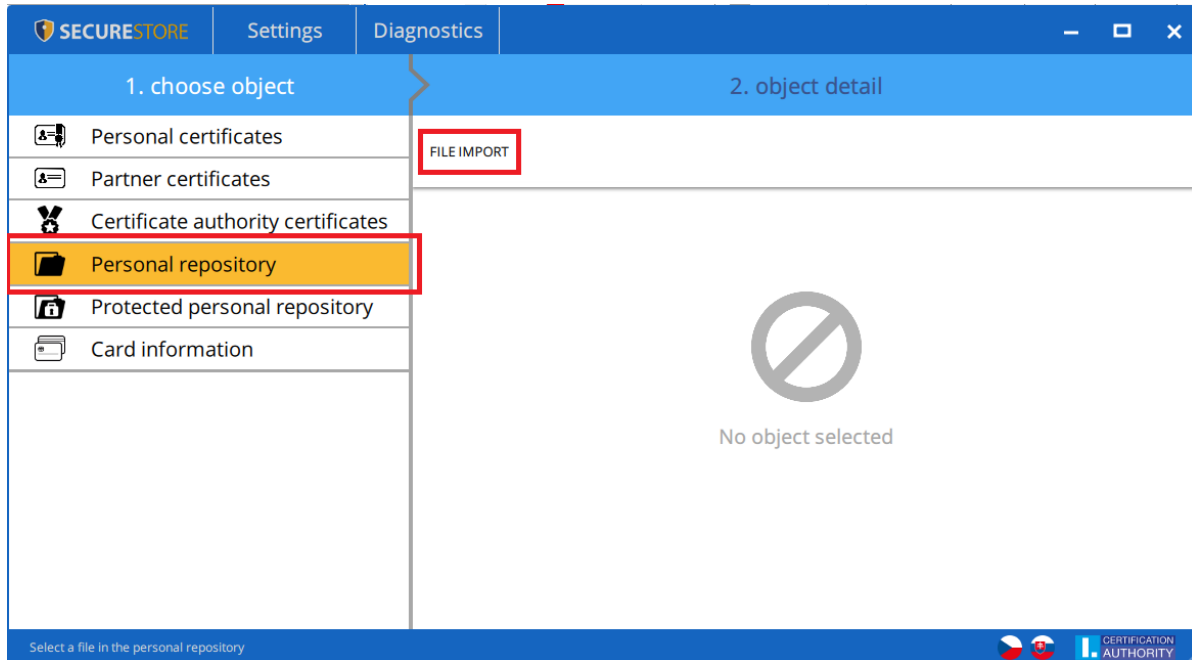 SECURESTORE Settings Diagnostics
1. choose object 2. object detail
Personal certificates
FILE IMPORT
Partner certificates
Certificate authority certificates
Personal repository
Protected personal repository
Card information
No object selected
Select a file in the personal repository
I. CERTIFICATION
AUTHORITY